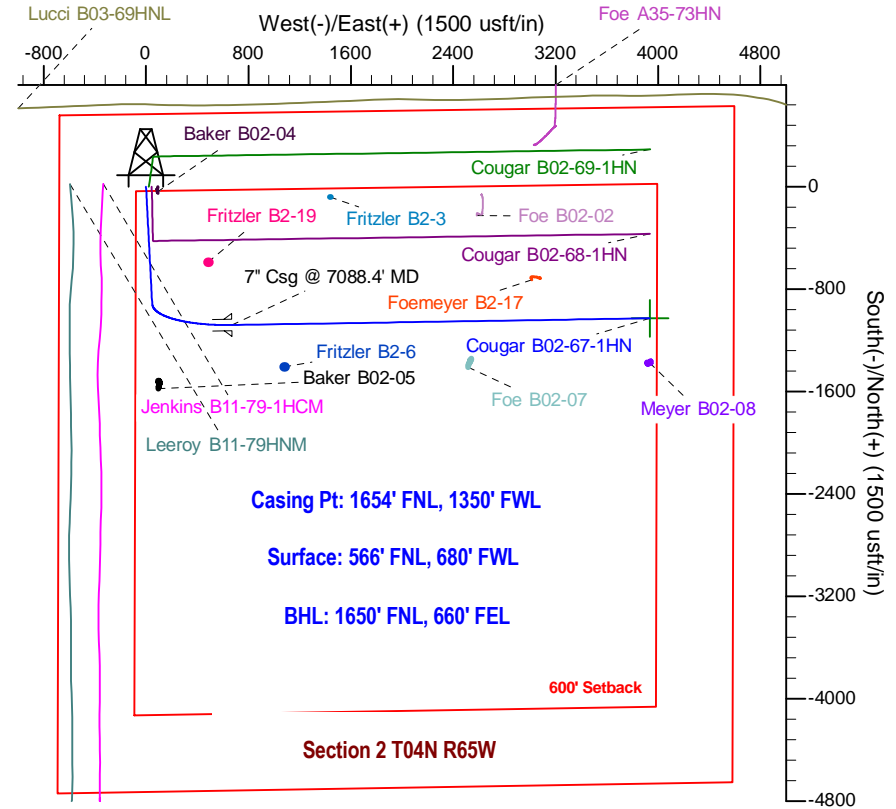 Lucci B03-69HNL
West(-)/East(+) (1500 usft/in)
Foe A35-73HN
-800
0
800
1600
2400
3200
4000
4800
Baker B02-04
Cougar B02-69-1HN
0
Fritzler B2-19
Fritzler B2-3
Foe B02-02
Cougar B02-68-1HN
7" Csg @ 7088.4' MD
Foemeyer B2-17
-800
South(-)/North(+) (1500 usft/in)
Fritzler B2-6
Cougar B02-67-1HN
Baker B02-05
Jenkins B11-79-1HCM
Foe B02-07
Meyer B02-08
-1600
Leeroy B11-79HNM
Casing Pt: 1654' FNL, 1350' FWL
-2400
Surface: 566' FNL, 680' FWL
BHL: 1650' FNL, 660' FEL
-3200
600' Setback
-4000
Section 2 T04N R65W
-4800